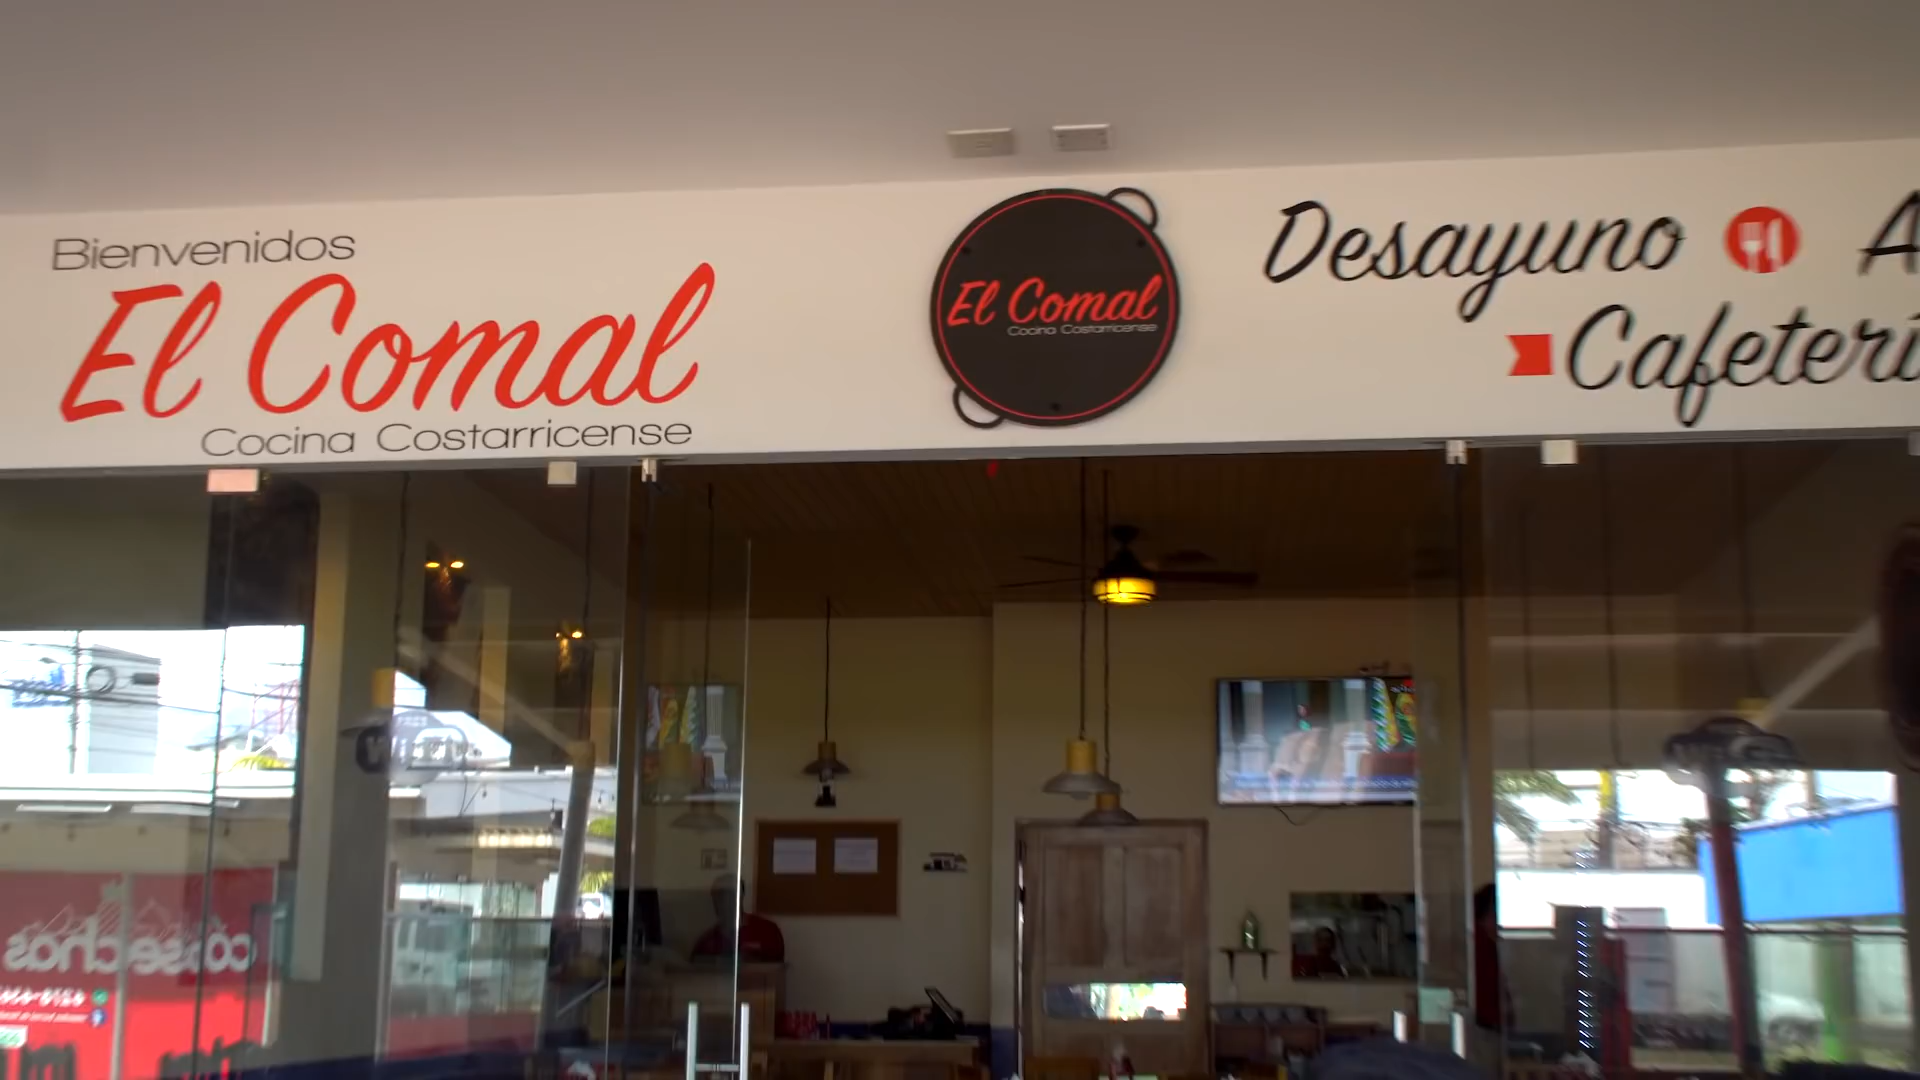 Bienvenidos
El Comal
Cocina Costarricense
El Comal
Cocina Costarricense
Desayuno
Cafeterí
cosechas